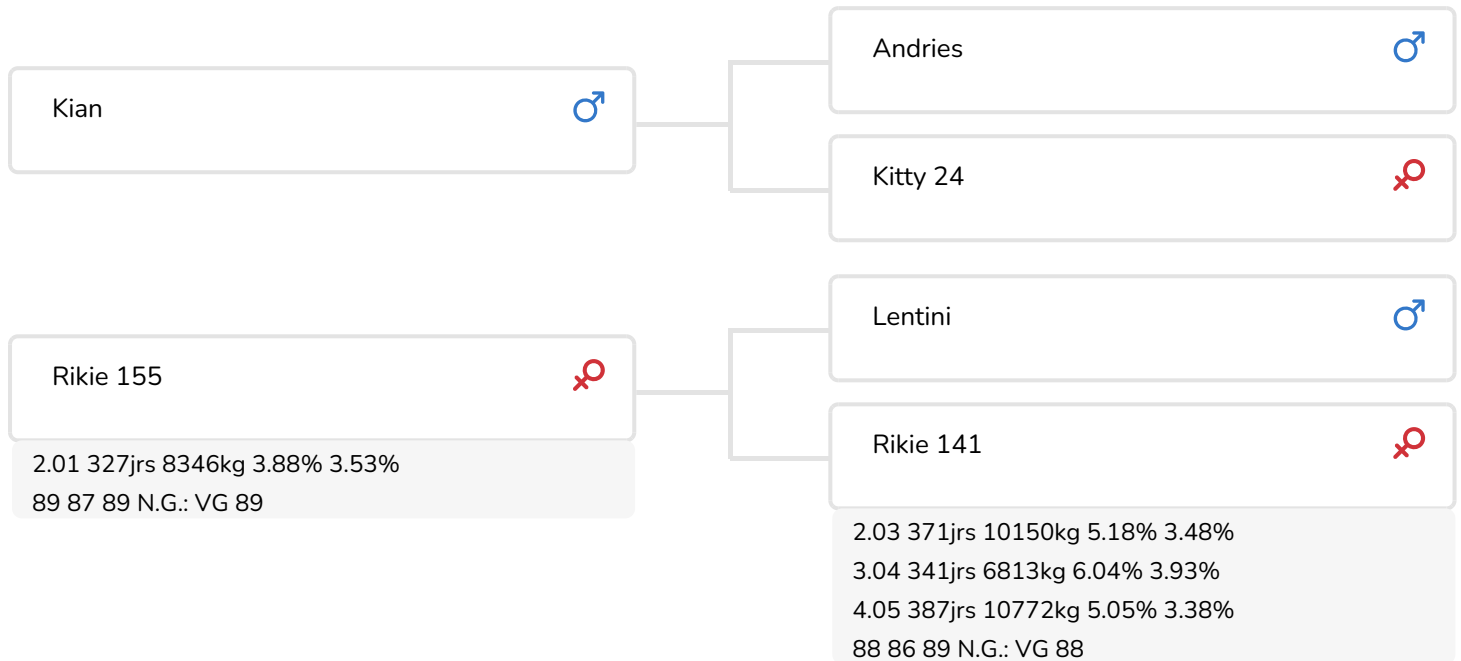 Kian
Rikie 155
2.01 327jrs 8346kg 3.88% 3.53%
89 87 89 N.G.: VG 89
Andries
Kitty 24
Lentini
Rikie 141
2.03 371jrs 10150kg 5.18% 3.48%
3.04 341jrs 6813kg 6.04% 3.93%
4.05 387jrs 10772kg 5.05% 3.38%
88 86 89 N.G.: VG 88